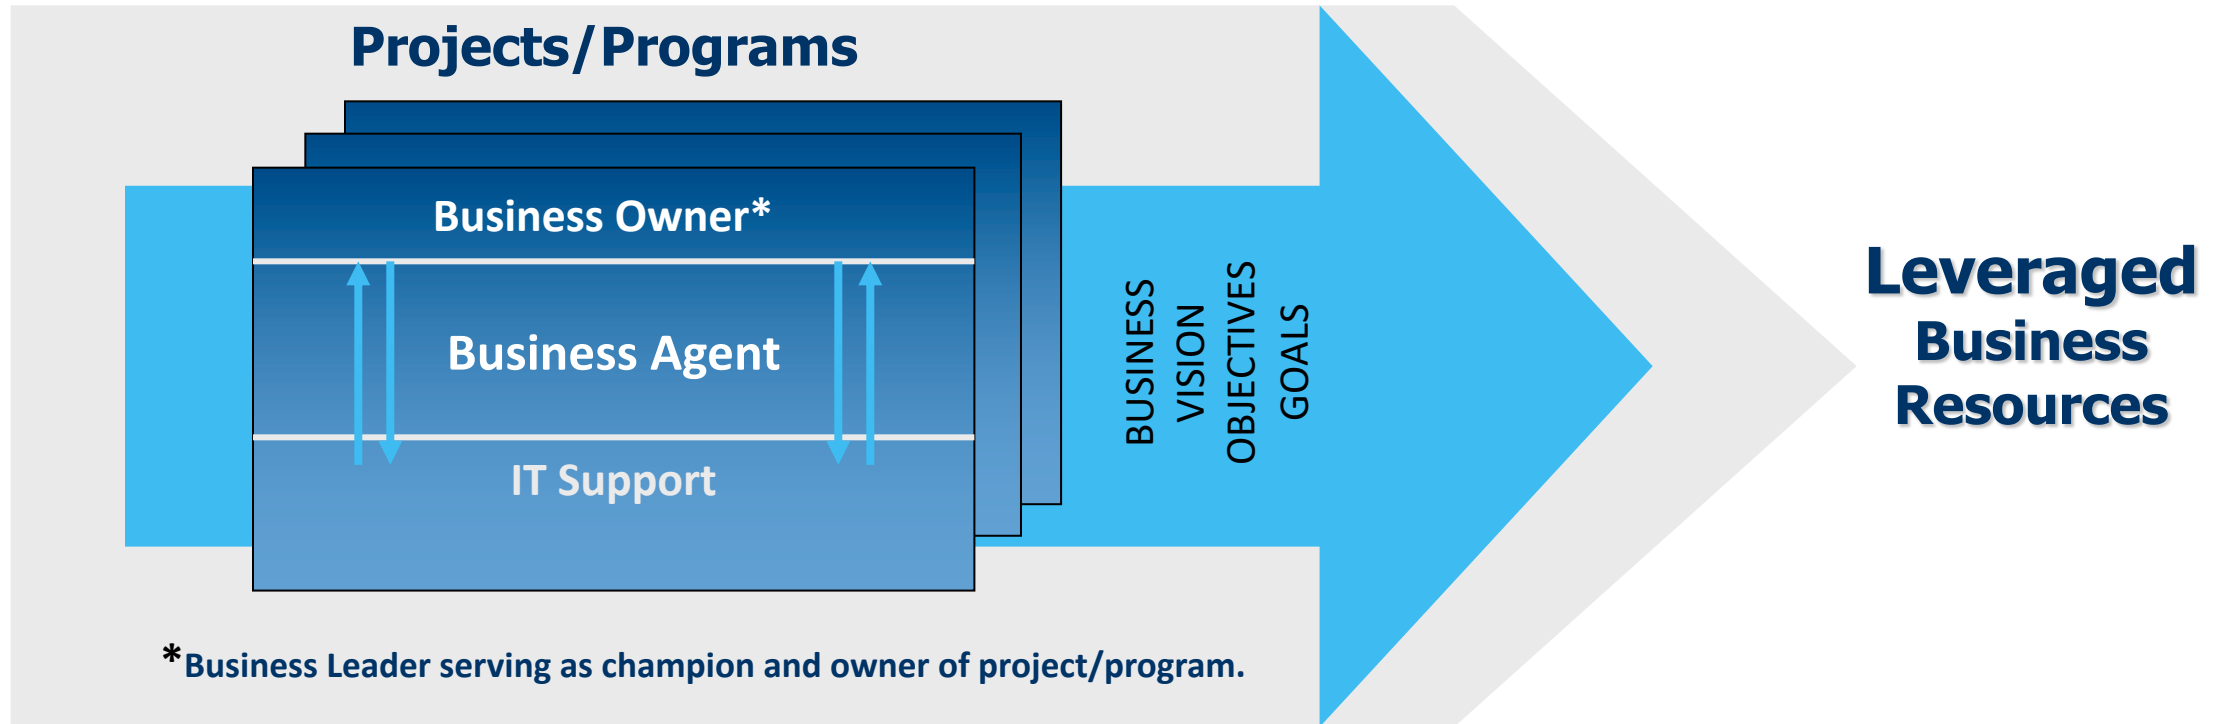 Projects/Programs
Business Owner*
Business Agent
IT Support
BUSINESS
VISION
OBJECTIVES
GOALS
Leveraged
Business
Resources
*Business Leader serving as champion and owner of project/program.